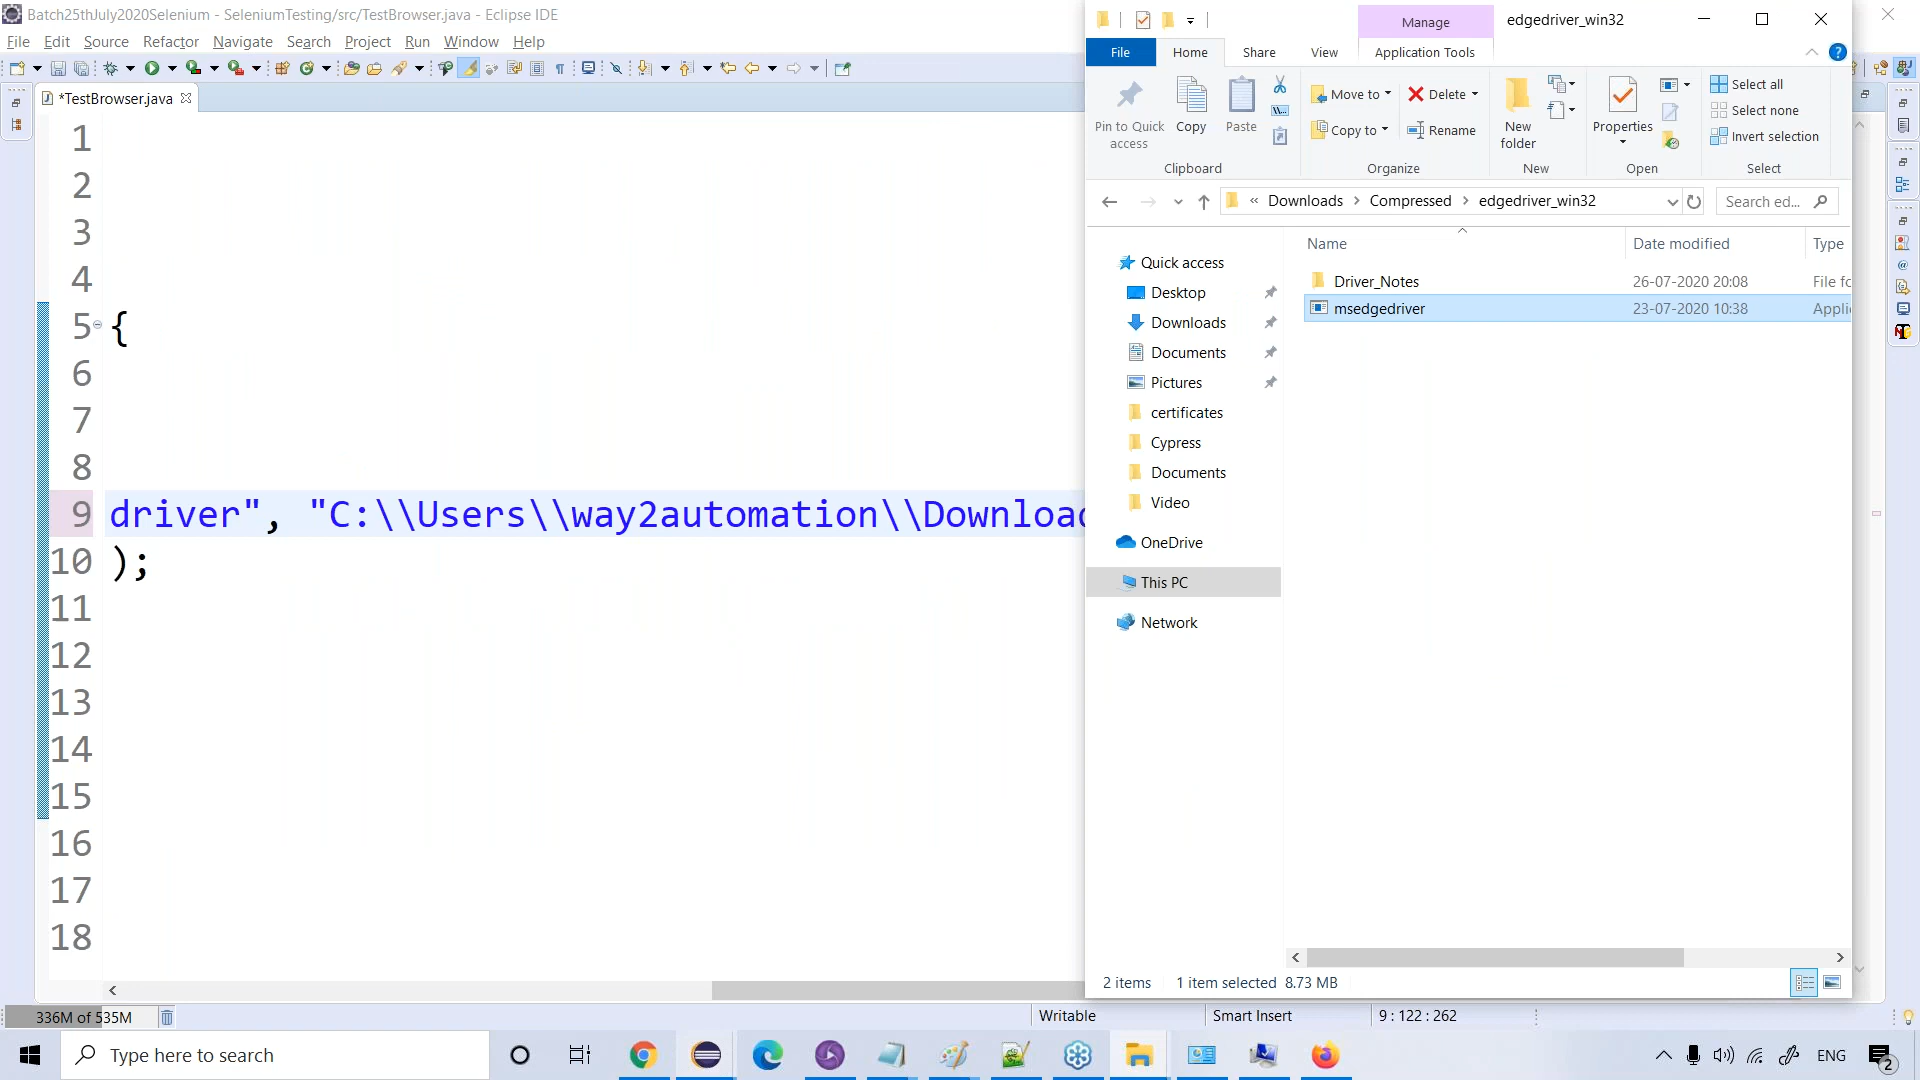 Batch25thJuly2020Selenium - SeleniumTesting/src/TestBrowser.java - Eclipse IDE
File Edit Source Refactor Navigate Search Project Run Window Help
*TestBrowser.java
1
2
3
4
5 {
6
7
8
9 driver", "C:\\Users\\way2automation\\Downloa
10 );
11
12
13
14
15
16
17
18
336M of 535M
Writable
Smart Insert
9 : 122 : 262
Manage
edgedriver_win32
File
Home
Share
View
Application Tools
Pin to Quick access
Copy
Paste
Clipboard
Move to
Copy to
Delete
Rename
Organize
New folder
New
Properties
Open
Select all
Select none
Invert selection
Select
« Downloads > Compressed > edgedriver_win32
Search ed...
Name
Date modified
Type
Driver_Notes 26-07-2020 20:08 File fo
msedgedriver 23-07-2020 10:38 Appli
Quick access
Desktop
Downloads
Documents
Pictures
certificates
Cypress
Documents
Video
OneDrive
This PC
Network
2 items
1 item selected 8.73 MB
Type here to search
ENG
2